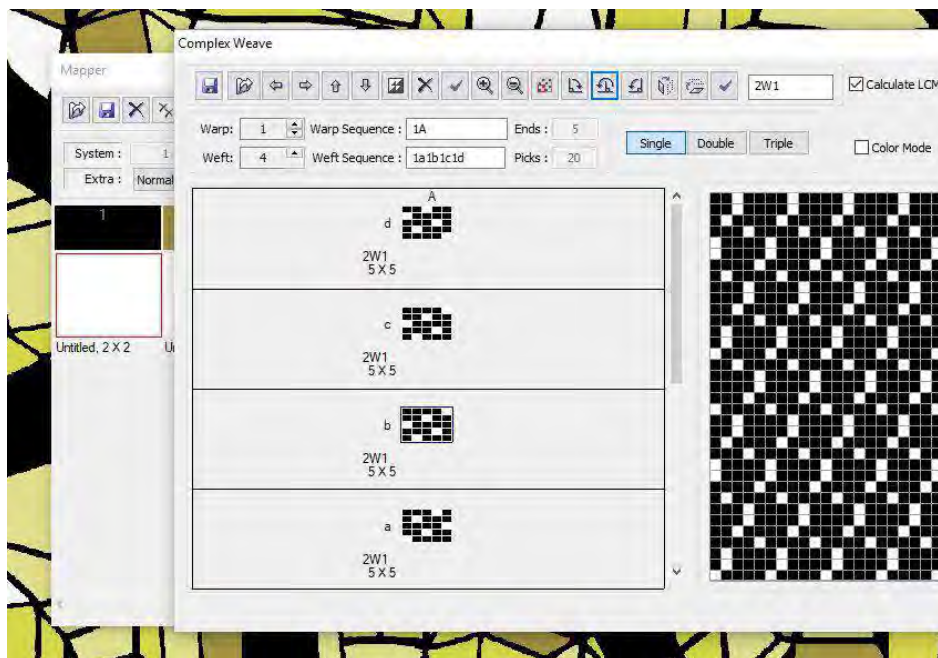 Complex Weave
Mapper
2W1
Calculate LCM
Warp: 1 Warp Sequence : 1A Ends : 5
Weft: 4 Weft Sequence : 1a1b1c1d Picks : 20
Single Double Triple
Color Mode
System : 1
Extra : Normal
1
Untitled, 2 X 2
A
d
2W1
5 X 5
c
2W1
5 X 5
b
2W1
5 X 5
a
2W1
5 X 5